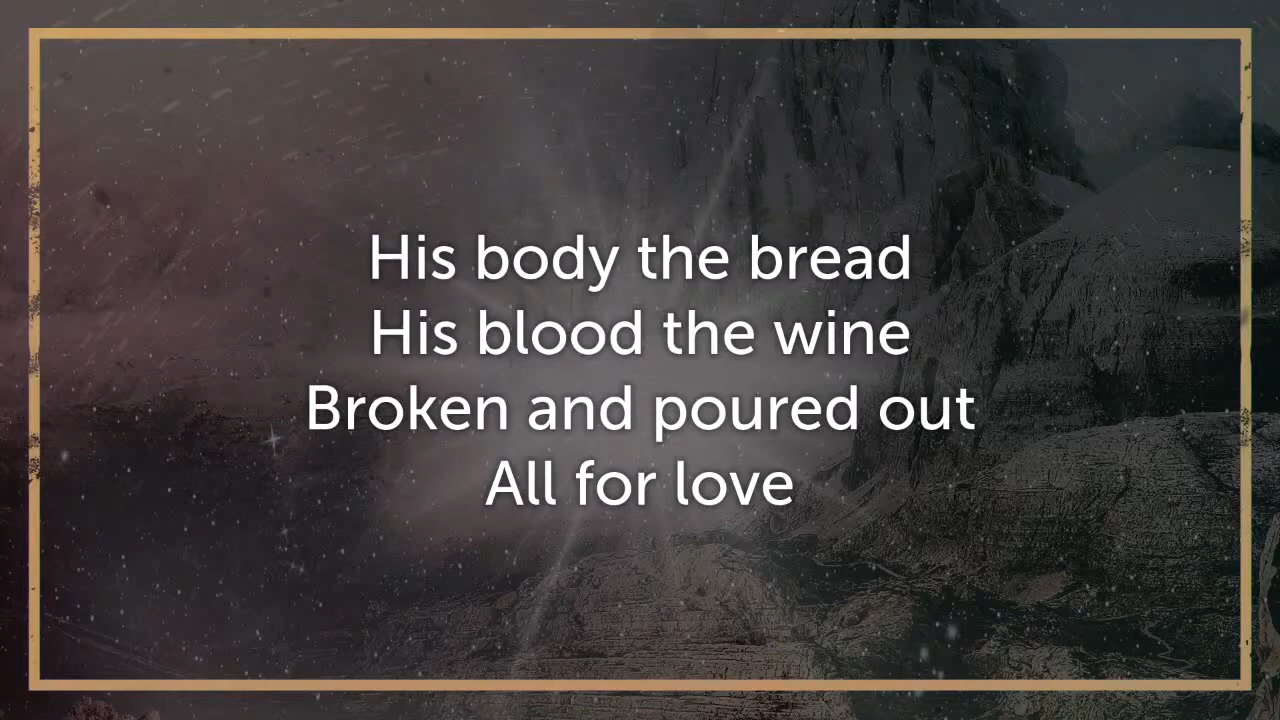 His body the bread
His blood the wine
Broken and poured out
All for love